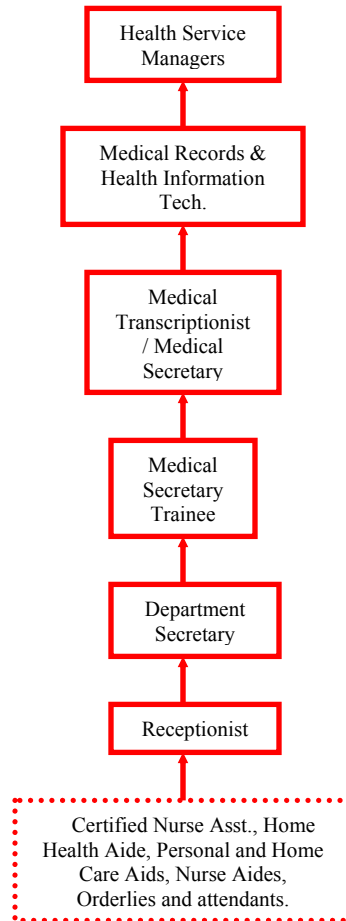 Health Service
Managers
Medical Records &
Health Information
Tech.
Medical
Transcriptionist
/ Medical
Secretary
Medical
Secretary
Trainee
Department
Secretary
Receptionist
Certified Nurse Asst., Home
Health Aide, Personal and Home
Care Aids, Nurse Aides,
Orderlies and attendants.